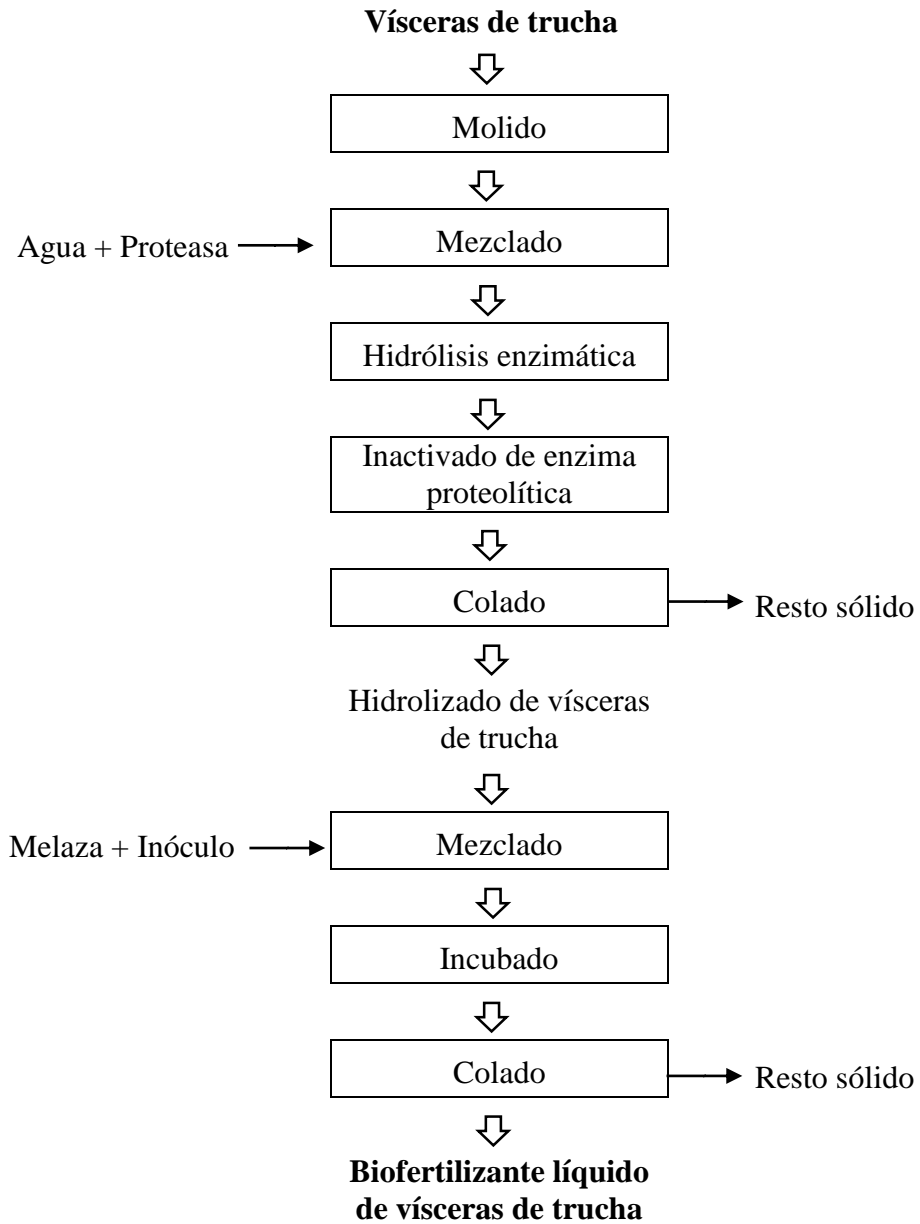 Vísceras de trucha
Molido
Agua + Proteasa
Mezclado
Hidrólisis enzimática
Inactivado de enzima
proteolítica
Colado
Resto sólido
Hidrolizado de vísceras
de trucha
Melaza + Inóculo
Mezclado
Incubado
Colado
Resto sólido
Biofertilizante líquido
de vísceras de trucha